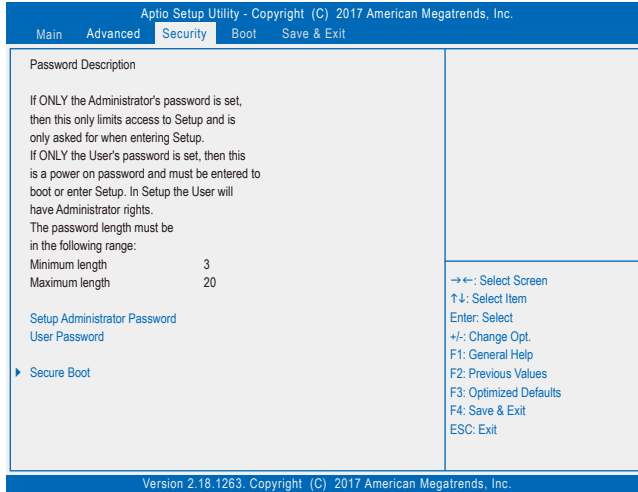 Aptio Setup Utility - Copyright (C) 2017 American Megatrends, Inc.
Main Advanced Security Boot Save & Exit
Password Description
If ONLY the Administrator's password is set,
then this only limits access to Setup and is
only asked for when entering Setup.
If ONLY the User's password is set, then this
is a power on password and must be entered to
boot or enter Setup. In Setup the User will
have Administrator rights.
The password length must be
in the following range:
Minimum length 3
Maximum length 20
Setup Administrator Password
User Password
Secure Boot
→←: Select Screen
↑↓: Select Item
Enter: Select
+/-: Change Opt.
F1: General Help
F2: Previous Values
F3: Optimized Defaults
F4: Save & Exit
ESC: Exit
Version 2.18.1263. Copyright (C) 2017 American Megatrends, Inc.